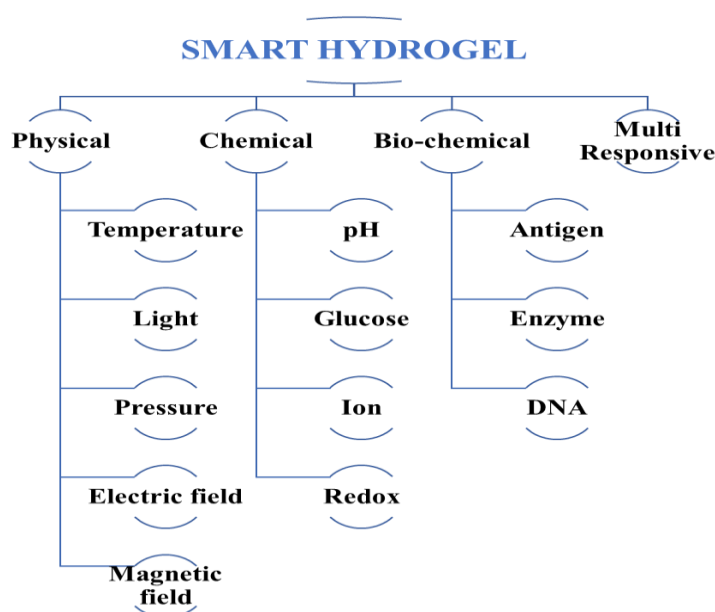 SMART HYDROGEL
Physical
Chemical
Bio-chemical
Multi
Responsive
Temperature
pH
Antigen
Light
Glucose
Enzyme
Pressure
Ion
DNA
Electric field
Redox
Magnetic
field